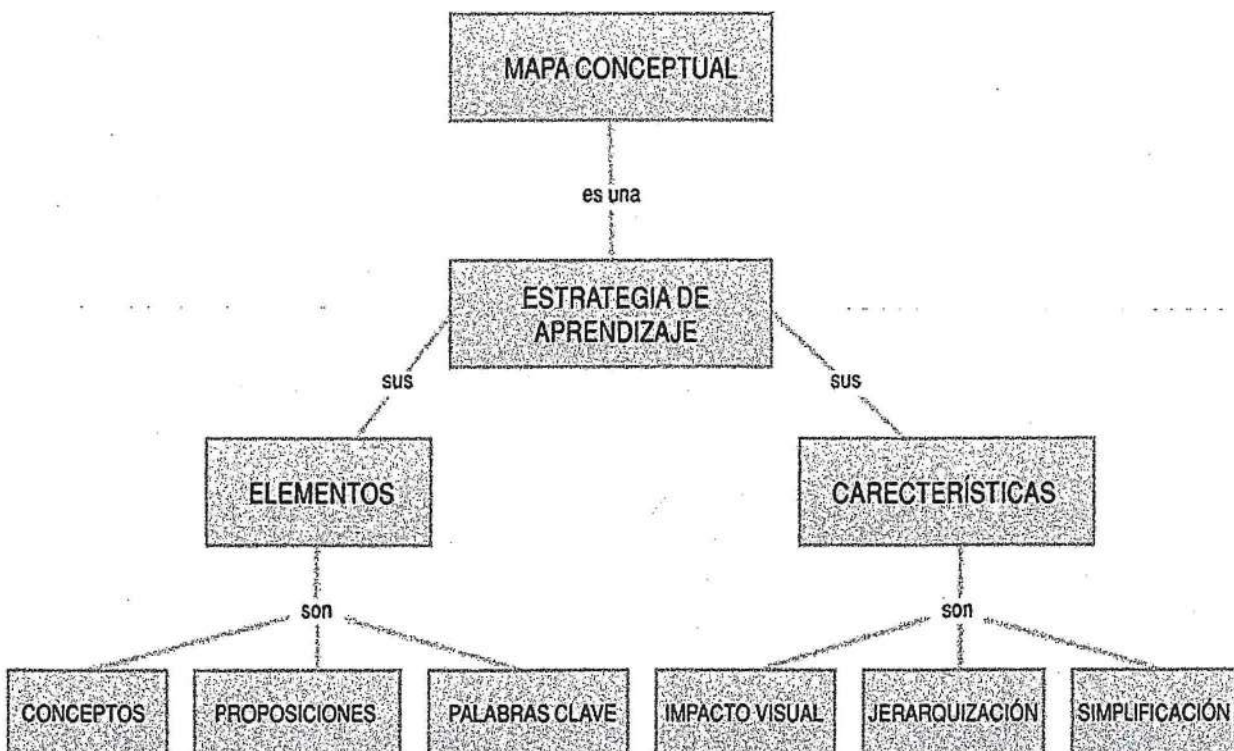 MAPA CONCEPTUAL
es una
ESTRATEGIA DE
APRENDIZAJE
sus
sus
ELEMENTOS
CARECTERÍSTICAS
son
son
CONCEPTOS
PROPOSICIONES
PALABRAS CLAVE
IMPACTO VISUAL
JERARQUIZACIÓN
SIMPLIFICACIÓN